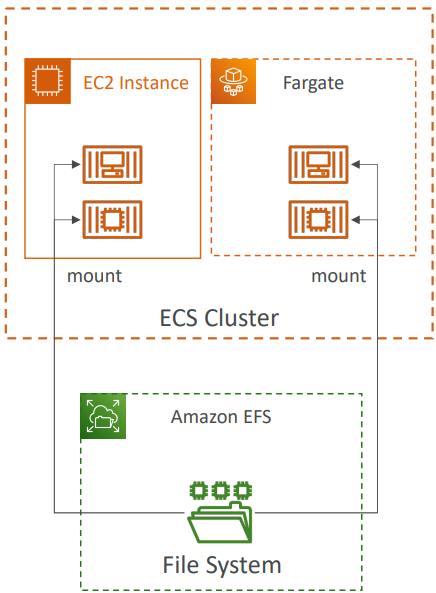 EC2 Instance
Fargate
mount
mount
ECS Cluster
Amazon EFS
File System